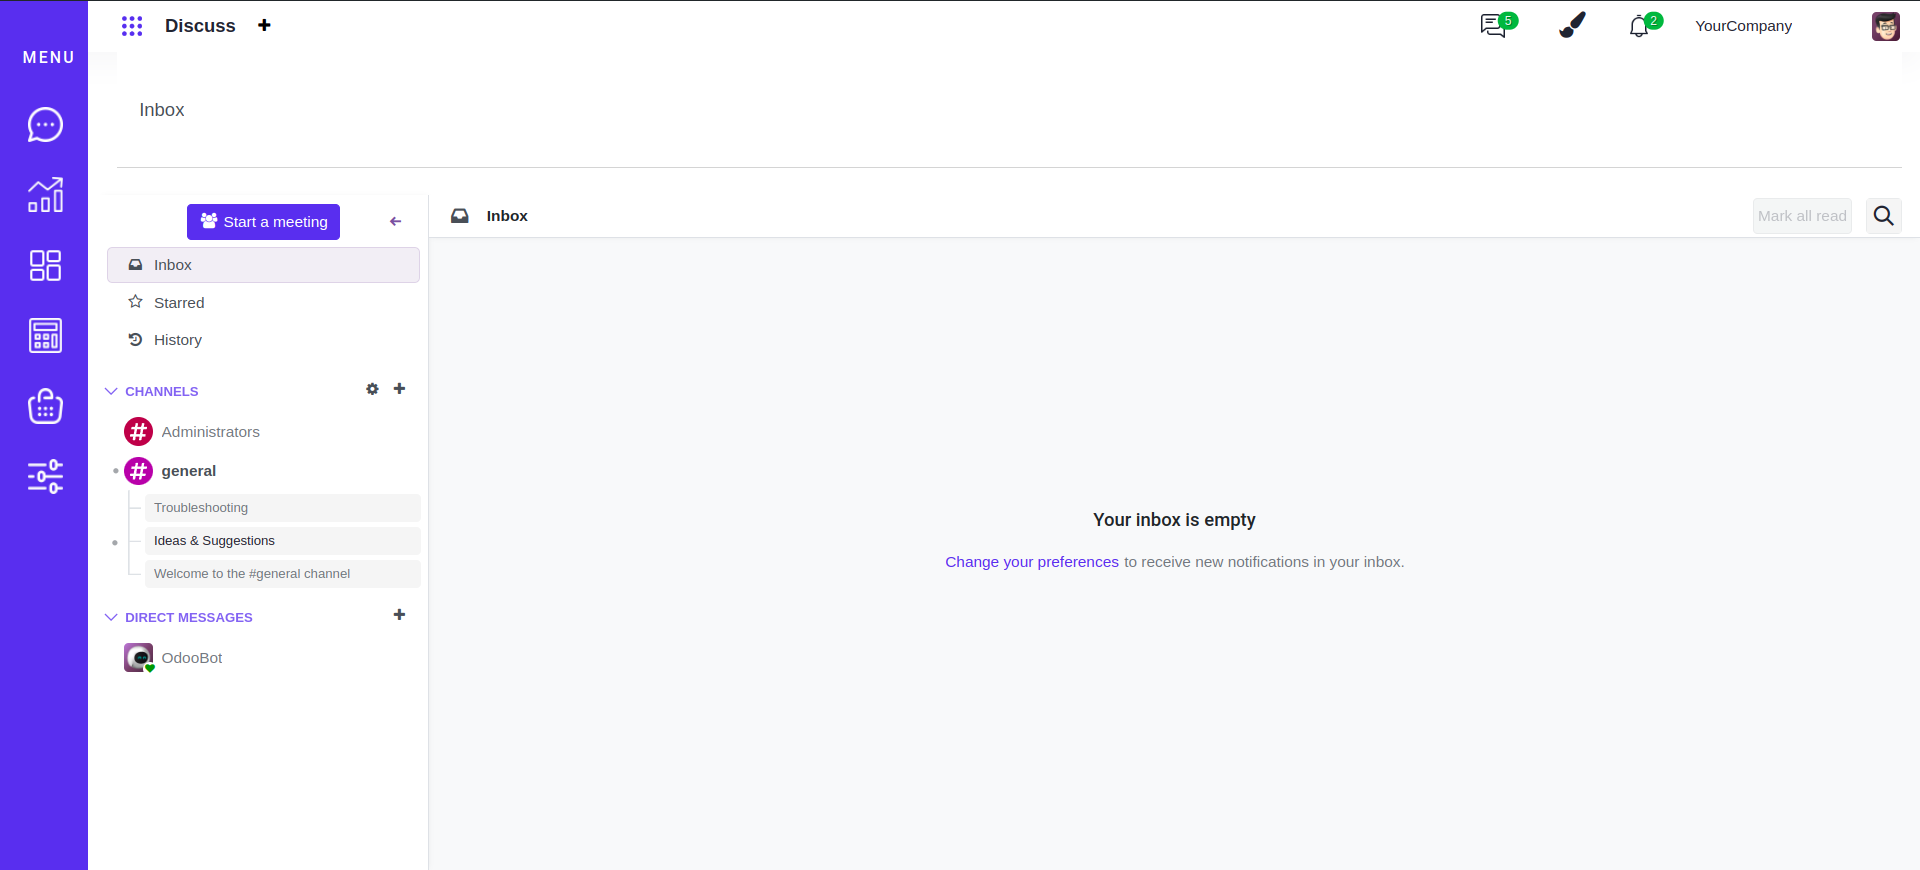 MENU
Discuss
5
2
YourCompany
Inbox
Start a meeting
Inbox
Mark all read
Inbox
Starred
History
CHANNELS
Administrators
general
Troubleshooting
Ideas & Suggestions
Welcome to the #general channel
DIRECT MESSAGES
OdooBot
Your inbox is empty
Change your preferences to receive new notifications in your inbox.